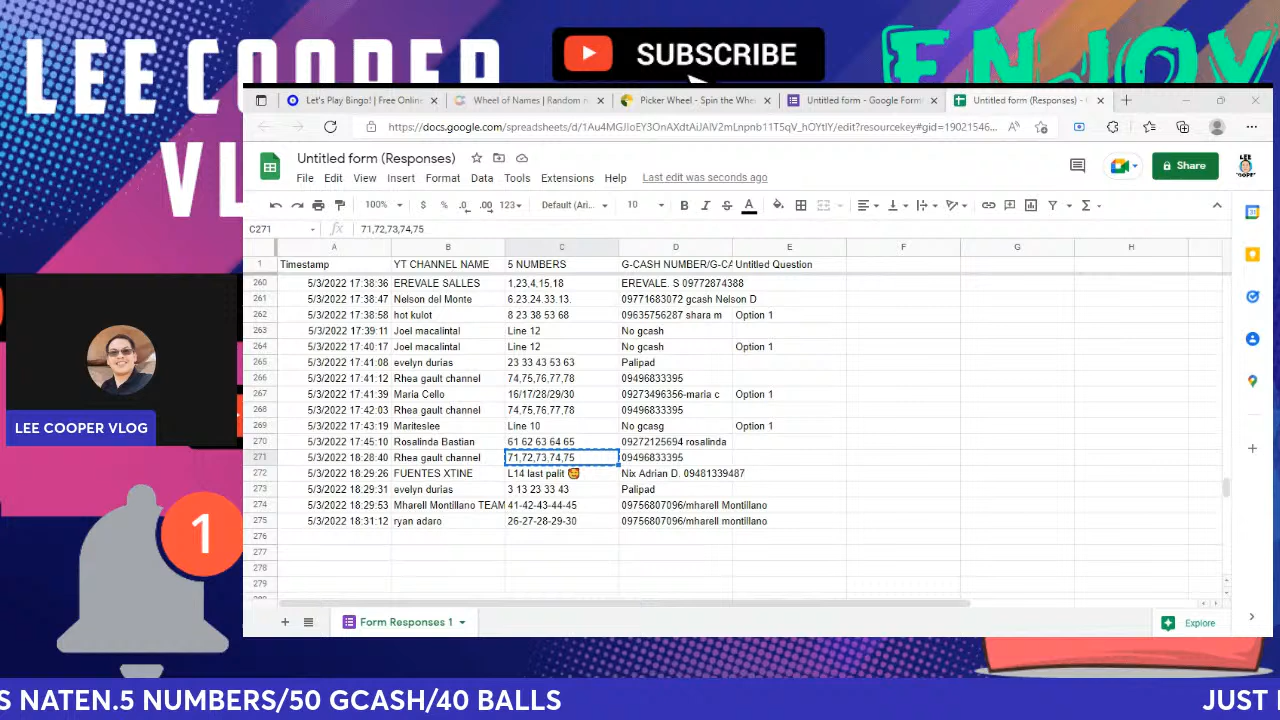 LEE COOPER
VL
SUBSCRIBE
ENJOY
Let's Play Bingo! | Free Online
Wheel of Names | Random n
Picker Wheel - Spin the Whe
Untitled form - Google Form
Untitled form (Responses) - G
https://docs.google.com/spreadsheets/d/
Untitled form (Responses)
File Edit View Insert Format Tools Extensions Help Last edit was seconds ago
Share
100% $ % .0 .00 123 Default (Ari... 10 B I S A
C271 fx 71,72,73,74,75
A B C D E F G H
1 Timestamp YT CHANNEL NAME 5 NUMBERS G-CASH NUMBER/G-CA Untitled Question
260 5/3/2022 17:38:36 EREVALE SALLES 1,23,4,15,18 EREVALE. S 09772874388
261 5/3/2022 17:38:47 Nelson del Monte 6.23.24.33.13. 09771683072 gcash Nelson D
262 5/3/2022 17:38:58 hot kulot 8 23 38 53 68 09635756287 shara m Option 1
263 5/3/2022 17:39:11 Joel macalintal Line 12 No gcash
264 5/3/2022 17:40:17 Joel macalintal Line 12 No gcash Option 1
265 5/3/2022 17:41:08 evelyn durias 23 33 43 53 63 Palipad
266 5/3/2022 17:41:12 Rhea gault channel 74,75,76,77,78 09496833395
267 5/3/2022 17:41:39 Maria Cello 16/17/28/29/30 09273496356-maria c Option 1
268 5/3/2022 17:42:03 Rhea gault channel 74,75,76,77,78 09496833395
269 5/3/2022 17:43:19 Mariteslee Line 10 No gcasg Option 1
270 5/3/2022 17:45:10 Rosalinda Bastian 61 62 63 64 65 09272125694 rosalinda
271 5/3/2022 18:28:40 Rhea gault channel 71,72,73,74,75 09496833395
272 5/3/2022 18:29:26 FUENTES XTINE L14 last palit 🥰 Nix Adrian D. 09481339487
273 5/3/2022 18:29:31 evelyn durias 3 13 23 33 43 Palipad
274 5/3/2022 18:29:53 Mharell Montillano TEAM 41-42-43-44-45 09756807096/mharell Montillano
275 5/3/2022 18:31:12 ryan adaro 26-27-28-29-30 09756807096/mharell montillano
276
277
278
279
Form Responses 1
Explore
LEE COOPER VLOG
1
S NATEN.5 NUMBERS/50 GCASH/40 BALLS
JUST